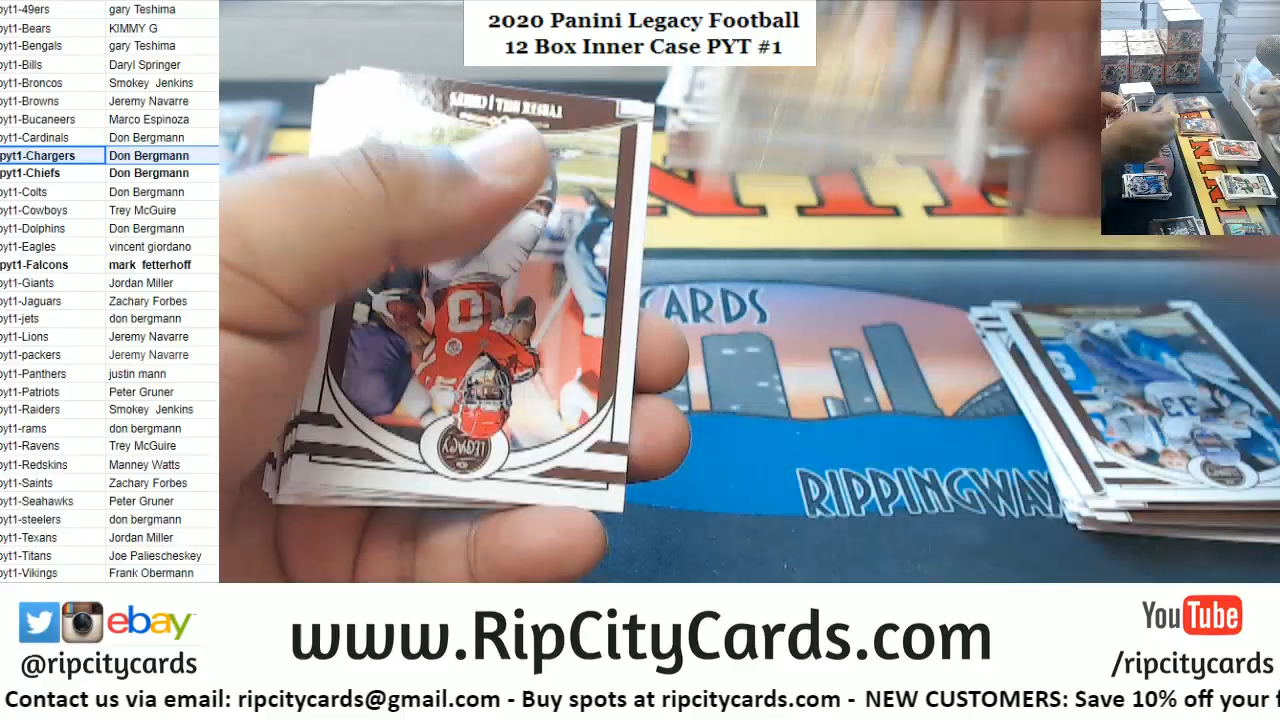 2020 Panini Legacy Football
12 Box Inner Case PYT #1
pyt1-49ers gary Teshima
pyt1-Bears KIMMY G
pyt1-Bengals gary Teshima
pyt1-Bills Daryl Springer
pyt1-Broncos Smokey Jenkins
pyt1-Browns Jeremy Navarre
pyt1-Bucaneers Marco Espinoza
pyt1-Cardinals Don Bergmann
pyt1-Chargers Don Bergmann
pyt1-Chiefs Don Bergmann
pyt1-Colts Don Bergmann
pyt1-Cowboys Trey McGuire
pyt1-Dolphins Don Bergmann
pyt1-Eagles vincent giordano
pyt1-Falcons mark fetterhoff
pyt1-Giants Jordan Miller
pyt1-Jaguars Zachary Forbes
pyt1-jets don bergmann
pyt1-Lions Jeremy Navarre
pyt1-packers Jeremy Navarre
pyt1-Panthers justin mann
pyt1-Patriots Peter Gruner
pyt1-Raiders Smokey Jenkins
pyt1-rams don bergmann
pyt1-Ravens Trey McGuire
pyt1-Redskins Manney Watts
pyt1-Saints Zachary Forbes
pyt1-Seahawks Peter Gruner
pyt1-steelers don bergmann
pyt1-Texans Jordan Miller
pyt1-Titans Joe Paliescheskey
pyt1-Vikings Frank Obermann
TYREEK HILL | CHIEFS
LEGACY
CARDS
RIPPINGWAX
ebay
@ripcitycards
www.RipCityCards.com
YouTube
/ripcitycards
Contact us via email: ripcitycards@gmail.com - Buy spots at ripcitycards.com - NEW CUSTOMERS: Save 10% off your f